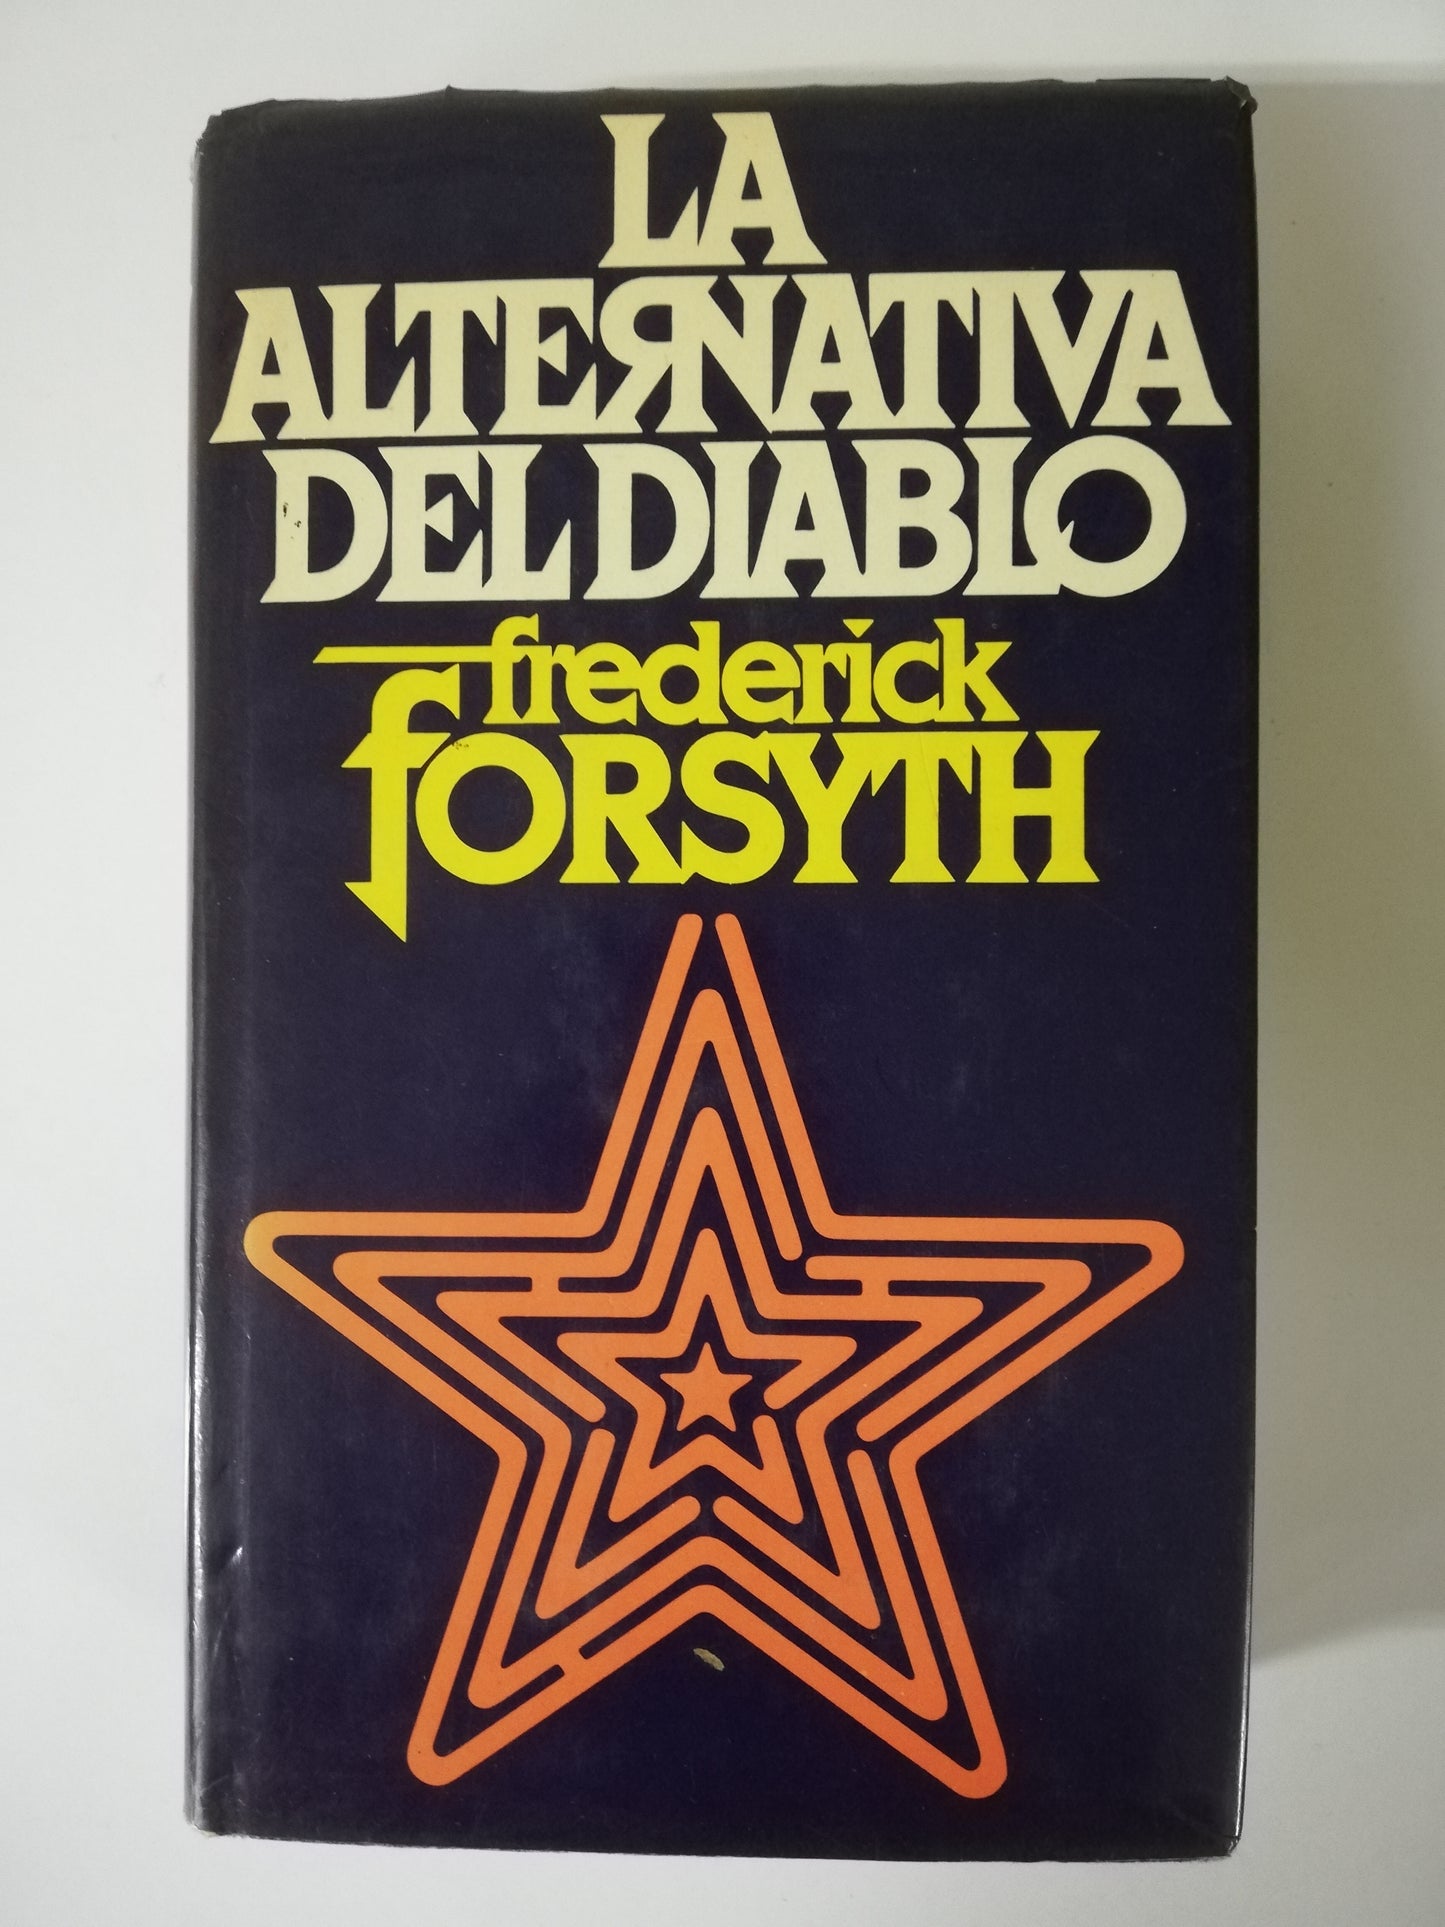 LA
ALTERNATIVA
DEL DIABLO
frederick
FORSYTH